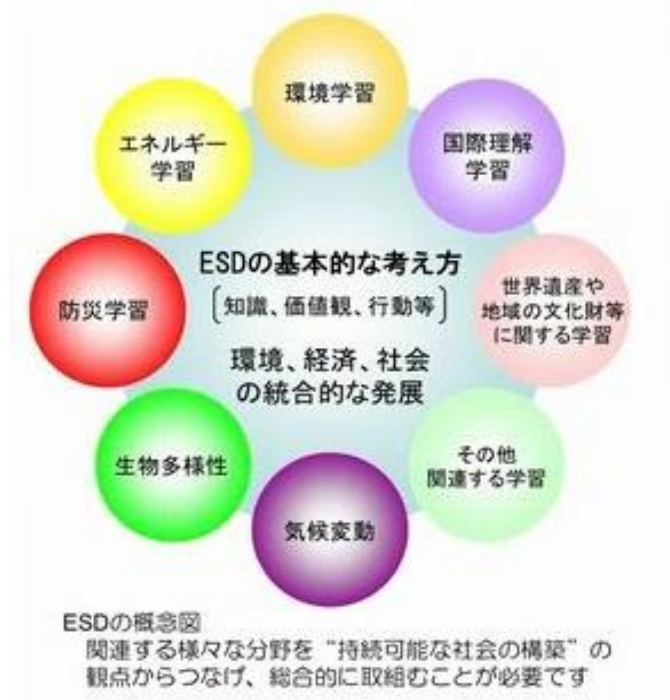 環境学習
エネルギー
学習
国際理解
学習
ESDの基本的な考え方
[知識、価値観、行動等]
環境、経済、社会
の統合的な発展
防災学習
世界遺産や
地域の文化財等
に関する学習
生物多様性
その他
関連する学習
気候変動
ESDの概念図
関連する様々な分野を“持続可能な社会の構築”の
観点からつなげ、総合的に取組むことが必要です